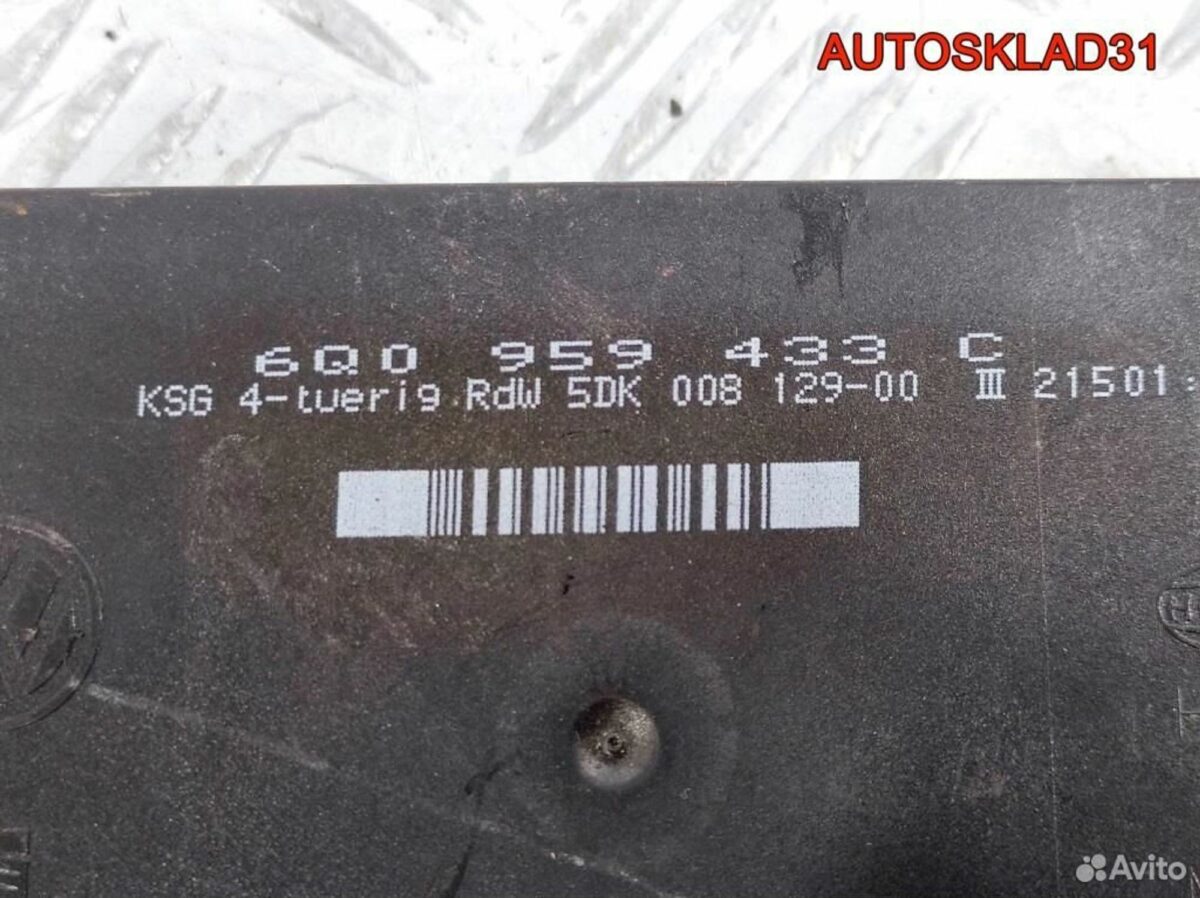 AUTOSKLAD31
6Q0 959 433 C
KSG 4-tuerig RdW 5DK 008 129-00 III 21501
Avito